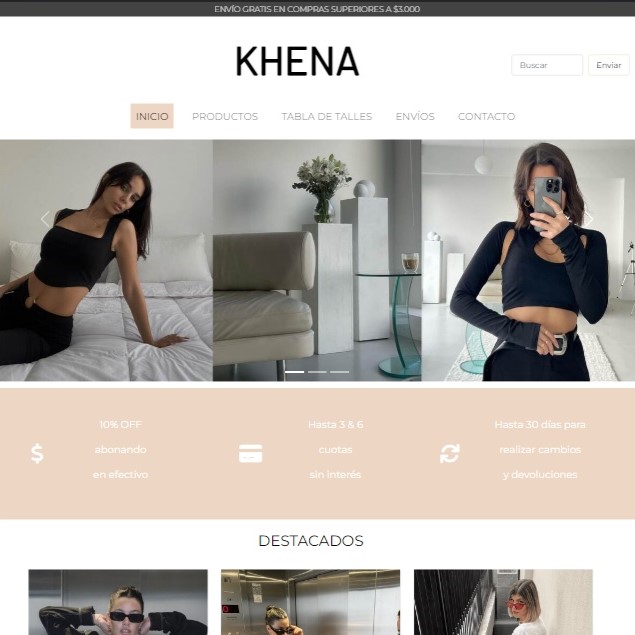 ENVÍO GRATIS EN COMPRAS SUPERIORES A $3.000
KHENA
Buscar
Enviar
INICIO
PRODUCTOS
TABLA DE TALLES
ENVÍOS
CONTACTO
10% OFF
abonando
en efectivo
Hasta 3 & 6
cuotas
sin interés
Hasta 30 días para
realizar cambios
y devoluciones
DESTACADOS